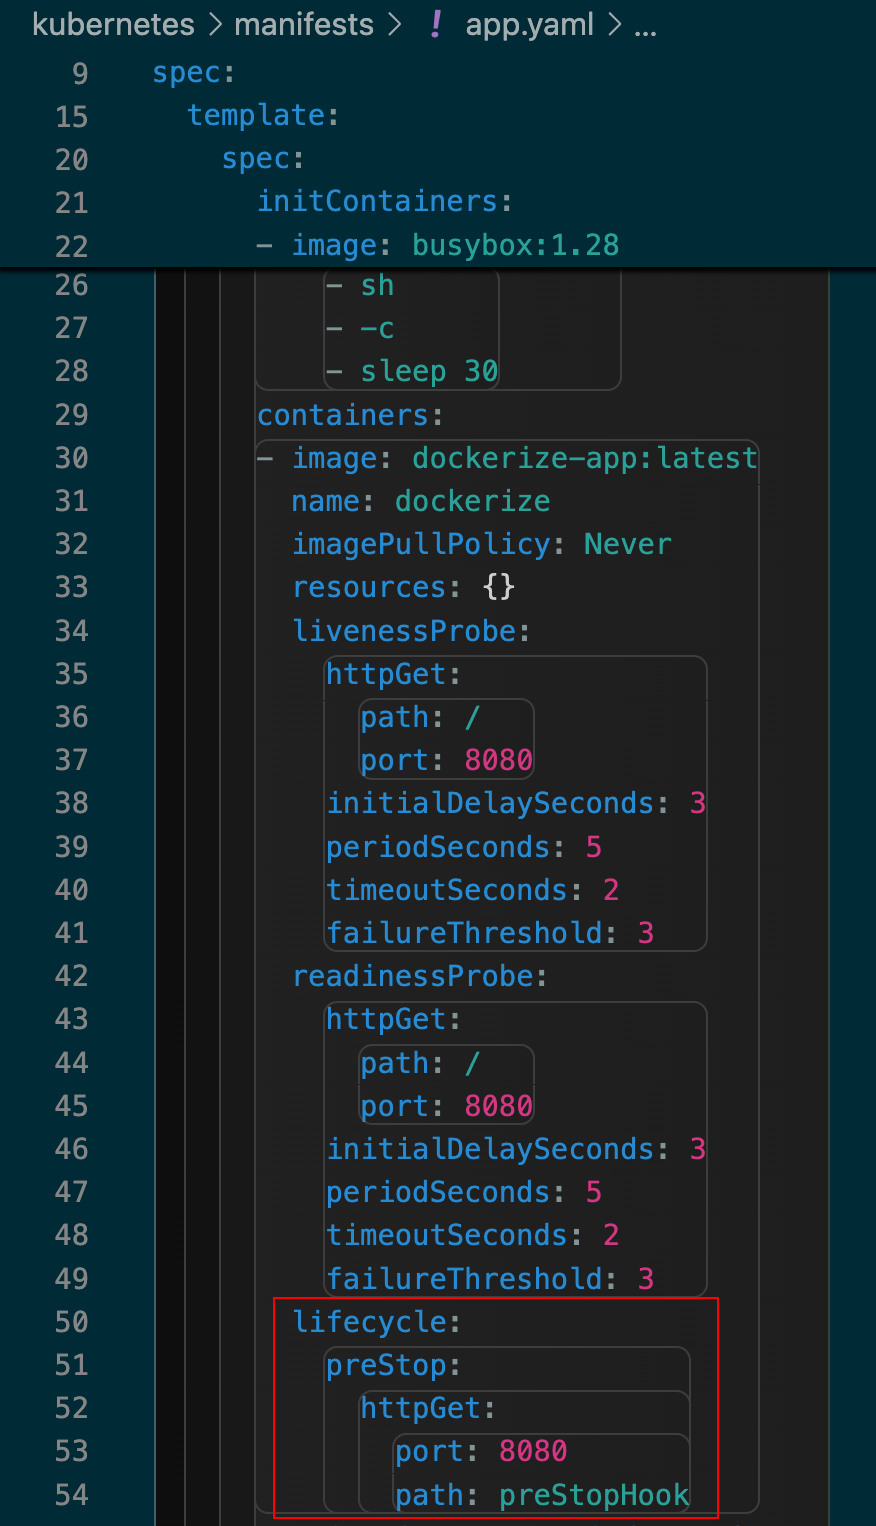 kubernetes > manifests > ! app.yaml > ...
9 spec:
15 template:
20 spec:
21 initContainers:
22 - image: busybox:1.28
26 - sh
27 - -c
28 - sleep 30
29 containers:
30 - image: dockerize-app:latest
31 name: dockerize
32 imagePullPolicy: Never
33 resources: {}
34 livenessProbe:
35 httpGet:
36 path: /
37 port: 8080
38 initialDelaySeconds: 3
39 periodSeconds: 5
40 timeoutSeconds: 2
41 failureThreshold: 3
42 readinessProbe:
43 httpGet:
44 path: /
45 port: 8080
46 initialDelaySeconds: 3
47 periodSeconds: 5
48 timeoutSeconds: 2
49 failureThreshold: 3
50 lifecycle:
51 preStop:
52 httpGet:
53 port: 8080
54 path: preStopHook